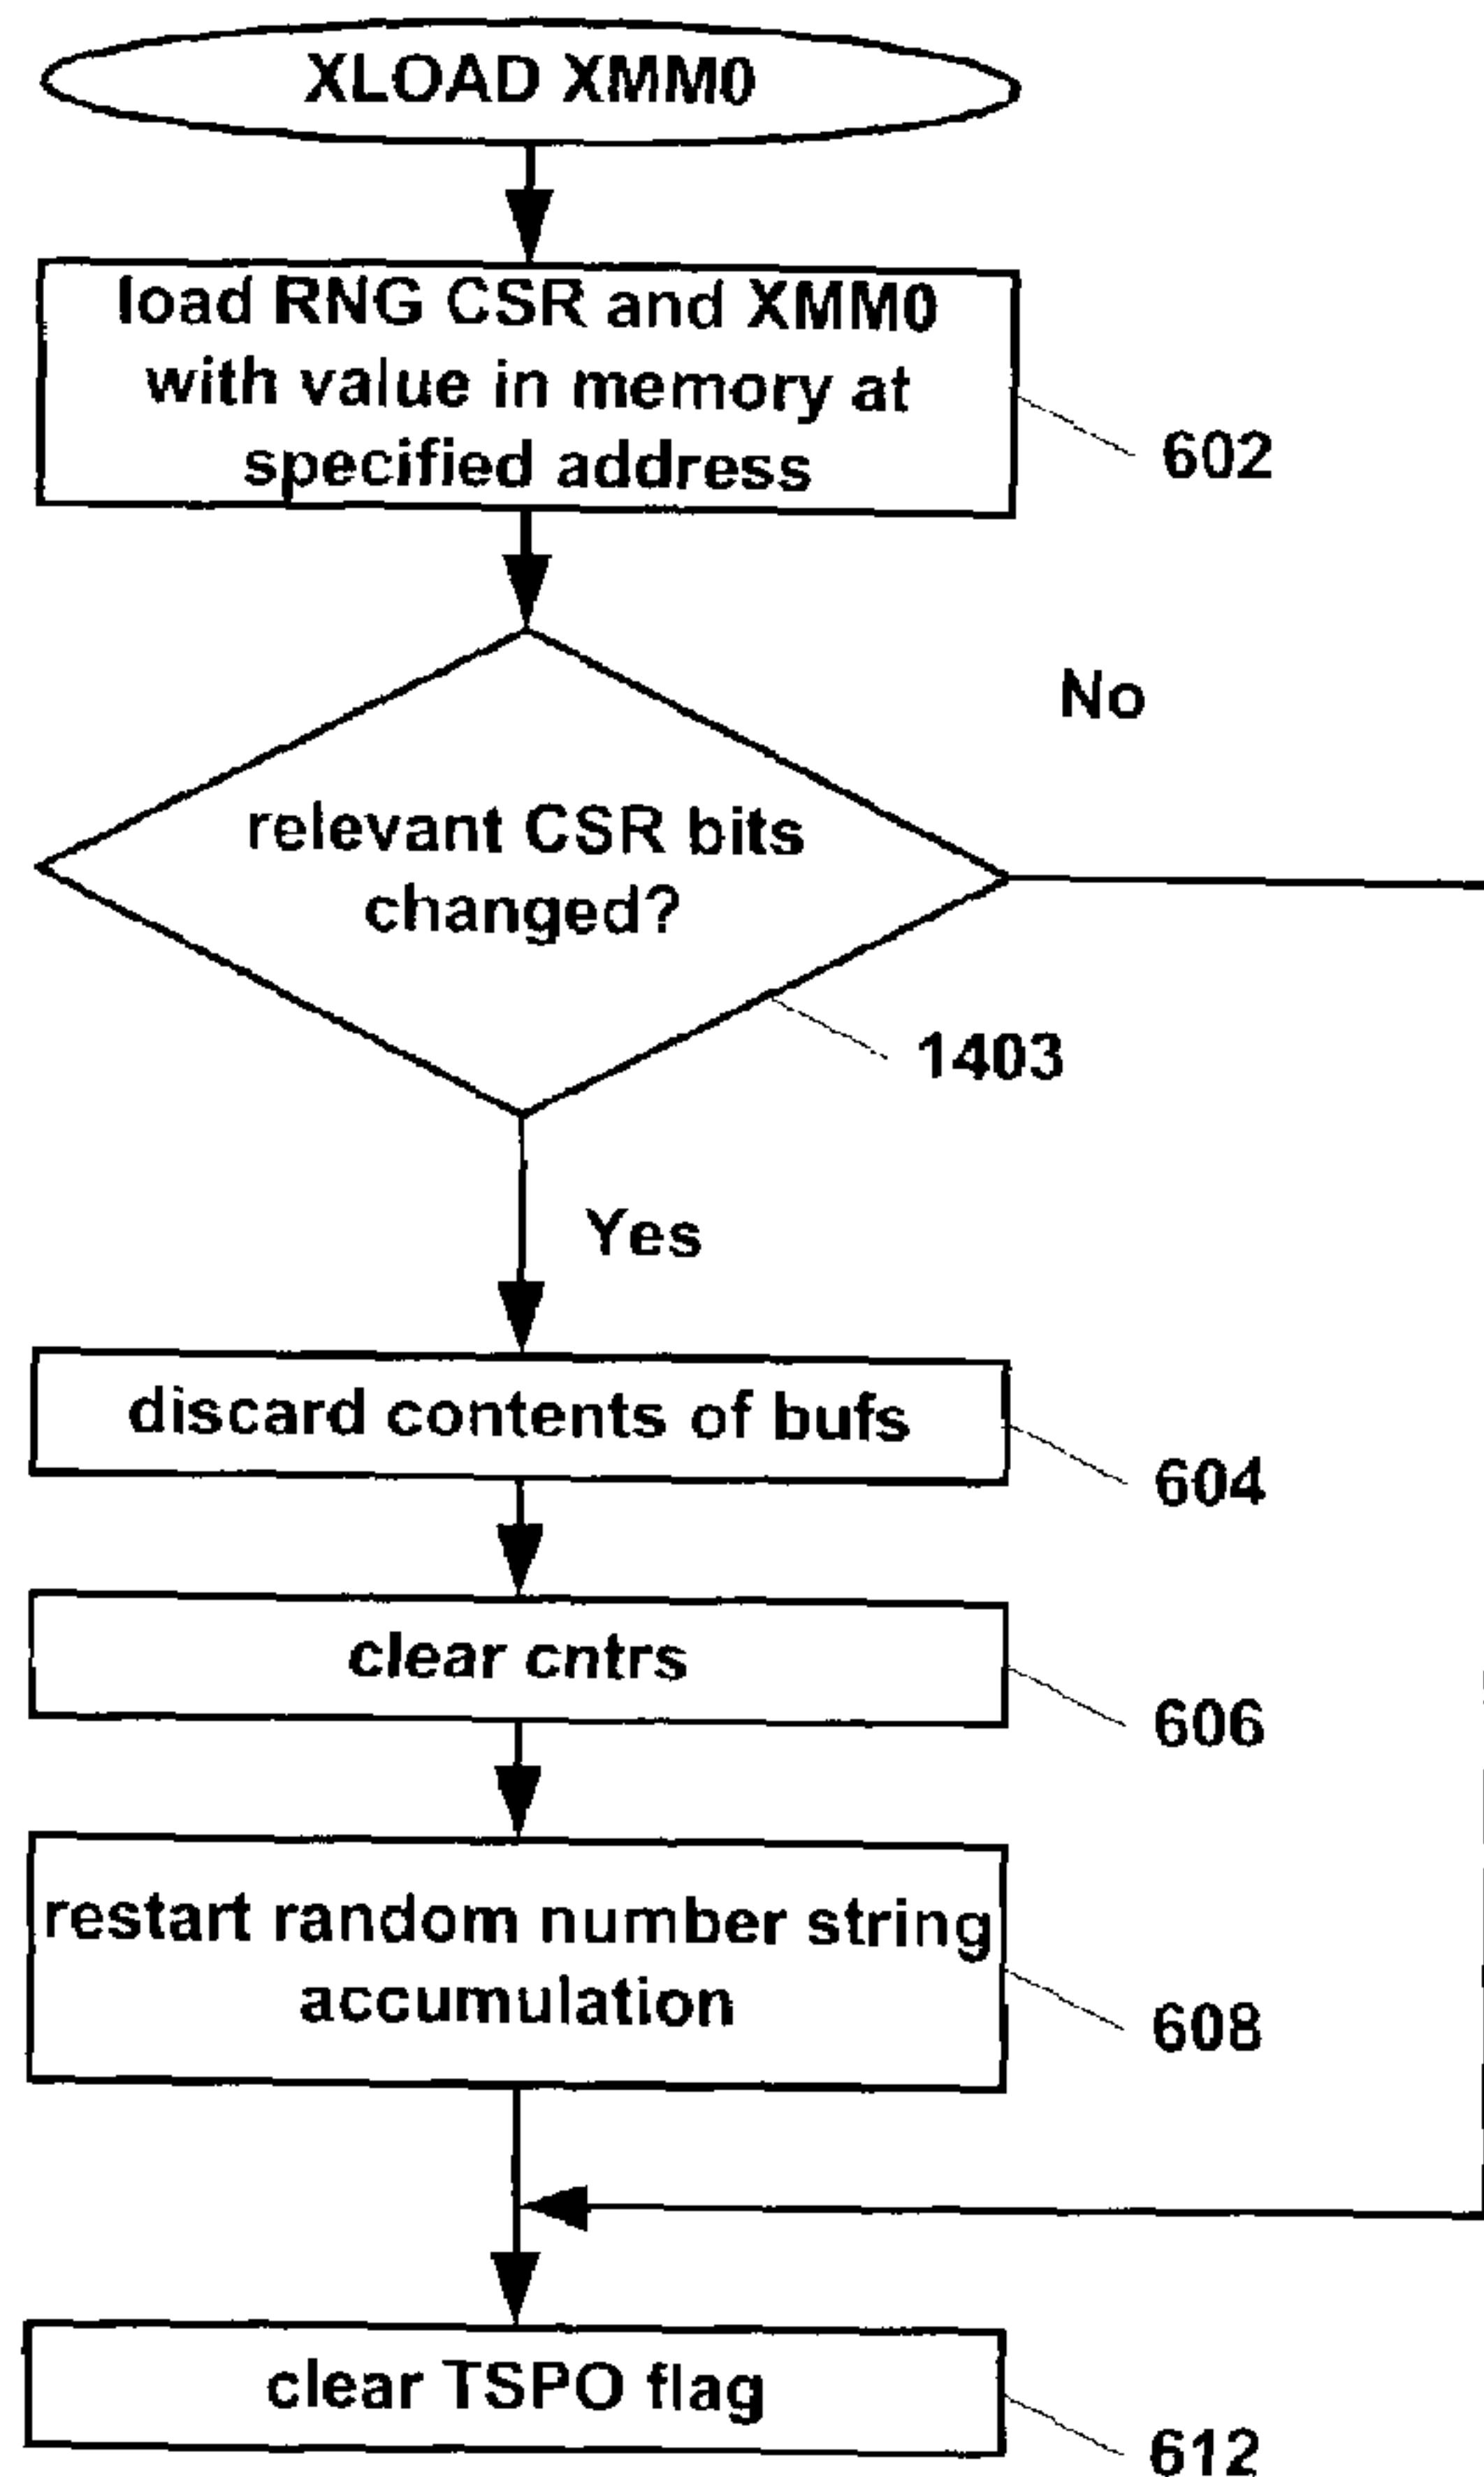 XLOAD XMM0
load RNG CSR and XMM0
with value in memory at
specified address
602
No
relevant CSR bits
changed?
1403
Yes
discard contents of bufs
604
clear cntrs
606
restart random number string
accumulation
608
clear TSPO flag
612